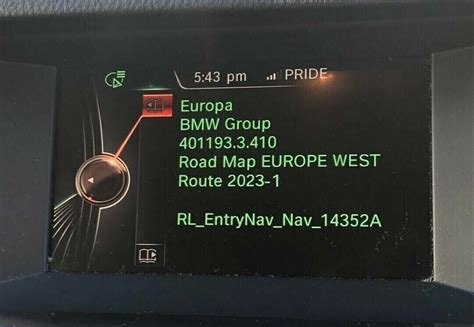 5:43 pm PRIDE
Europa
BMW Group
401193.3.410
Road Map EUROPE WEST
Route 2023-1
RL_EntryNav_Nav_14352A